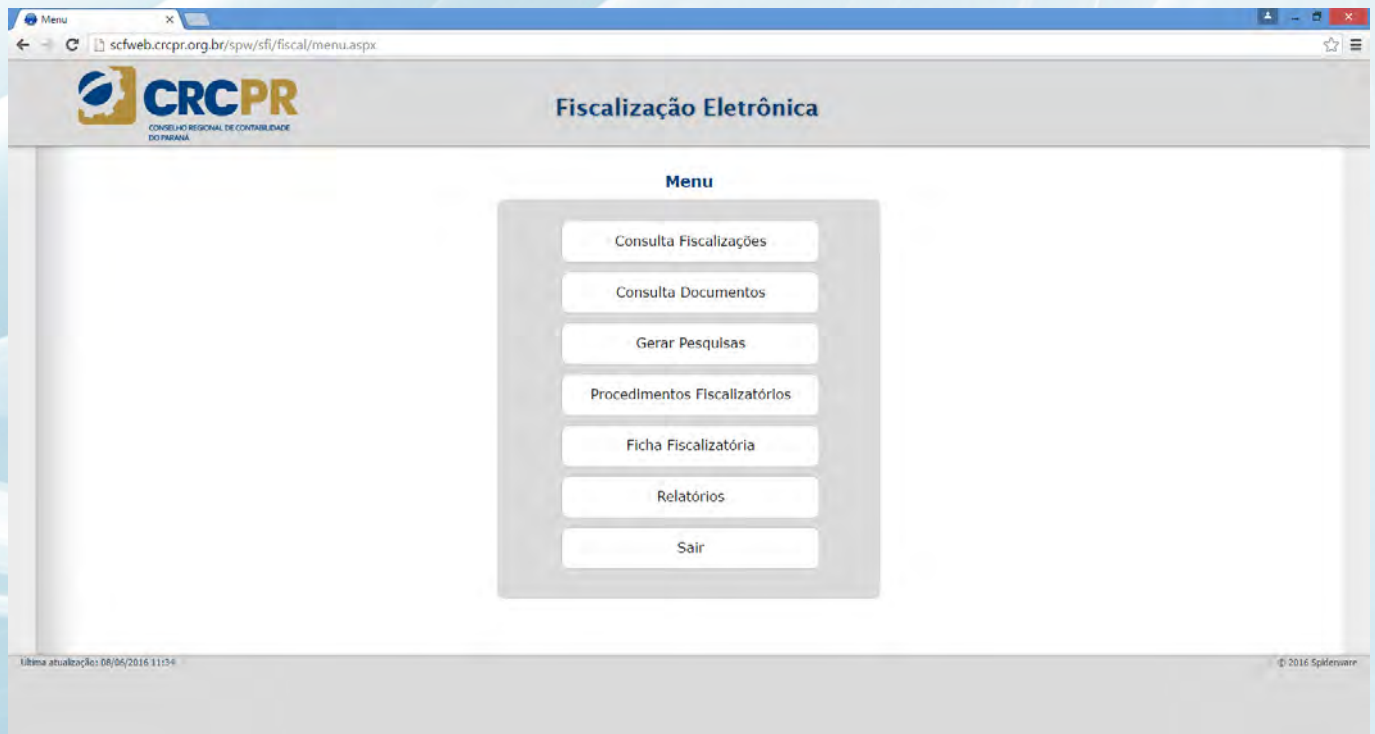 Menu
scfweb.crcpr.org.br/spw/sfi/fiscal/menu.aspx
CRCPR
CONSELHO REGIONAL DE CONTABILIDADE
DO PARANÁ
Fiscalização Eletrônica
Menu
Consulta Fiscalizações
Consulta Documentos
Gerar Pesquisas
Procedimentos Fiscalizatórios
Ficha Fiscalizatória
Relatórios
Sair
Ultima atualização: 08/06/2016 11:34
© 2016 Spiderware